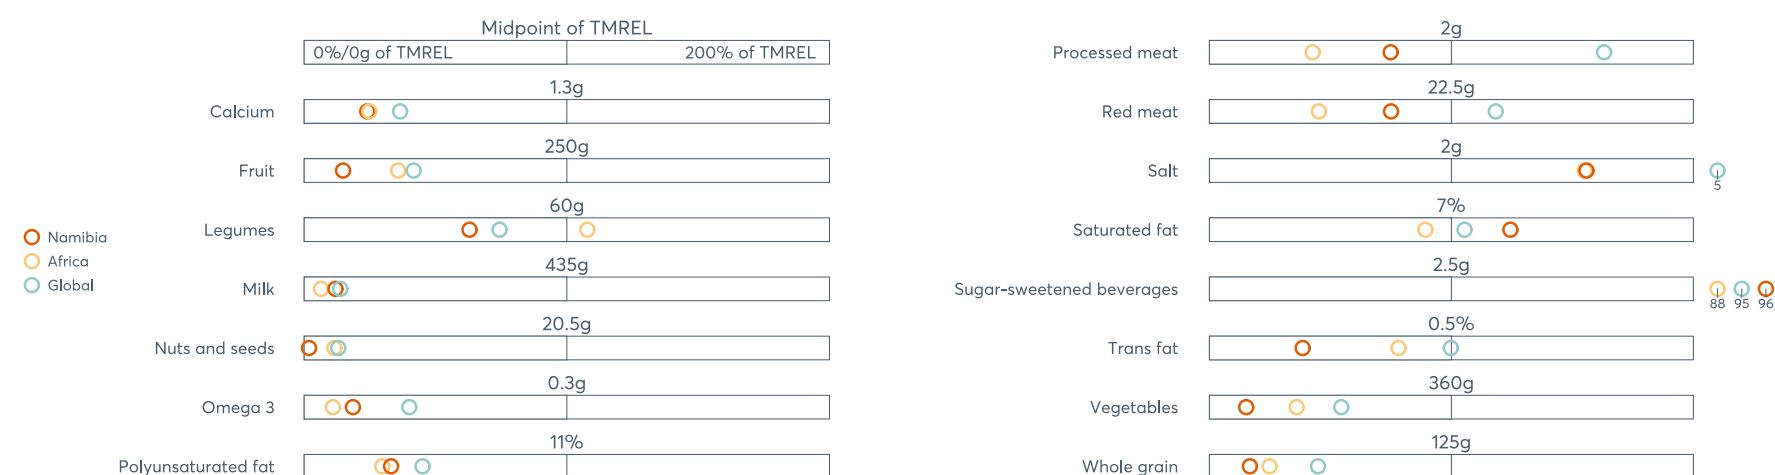 Midpoint of TMREL
0%/0g of TMREL
200% of TMREL
1.3g
Calcium
250g
Fruit
60g
Legumes
435g
Milk
20.5g
Nuts and seeds
0.3g
Omega 3
11%
Polyunsaturated fat
Namibia
Africa
Global
2g
Processed meat
22.5g
Red meat
2g
Salt
5
7%
Saturated fat
2.5g
Sugar-sweetened beverages
88 95 96
0.5%
Trans fat
360g
Vegetables
125g
Whole grain